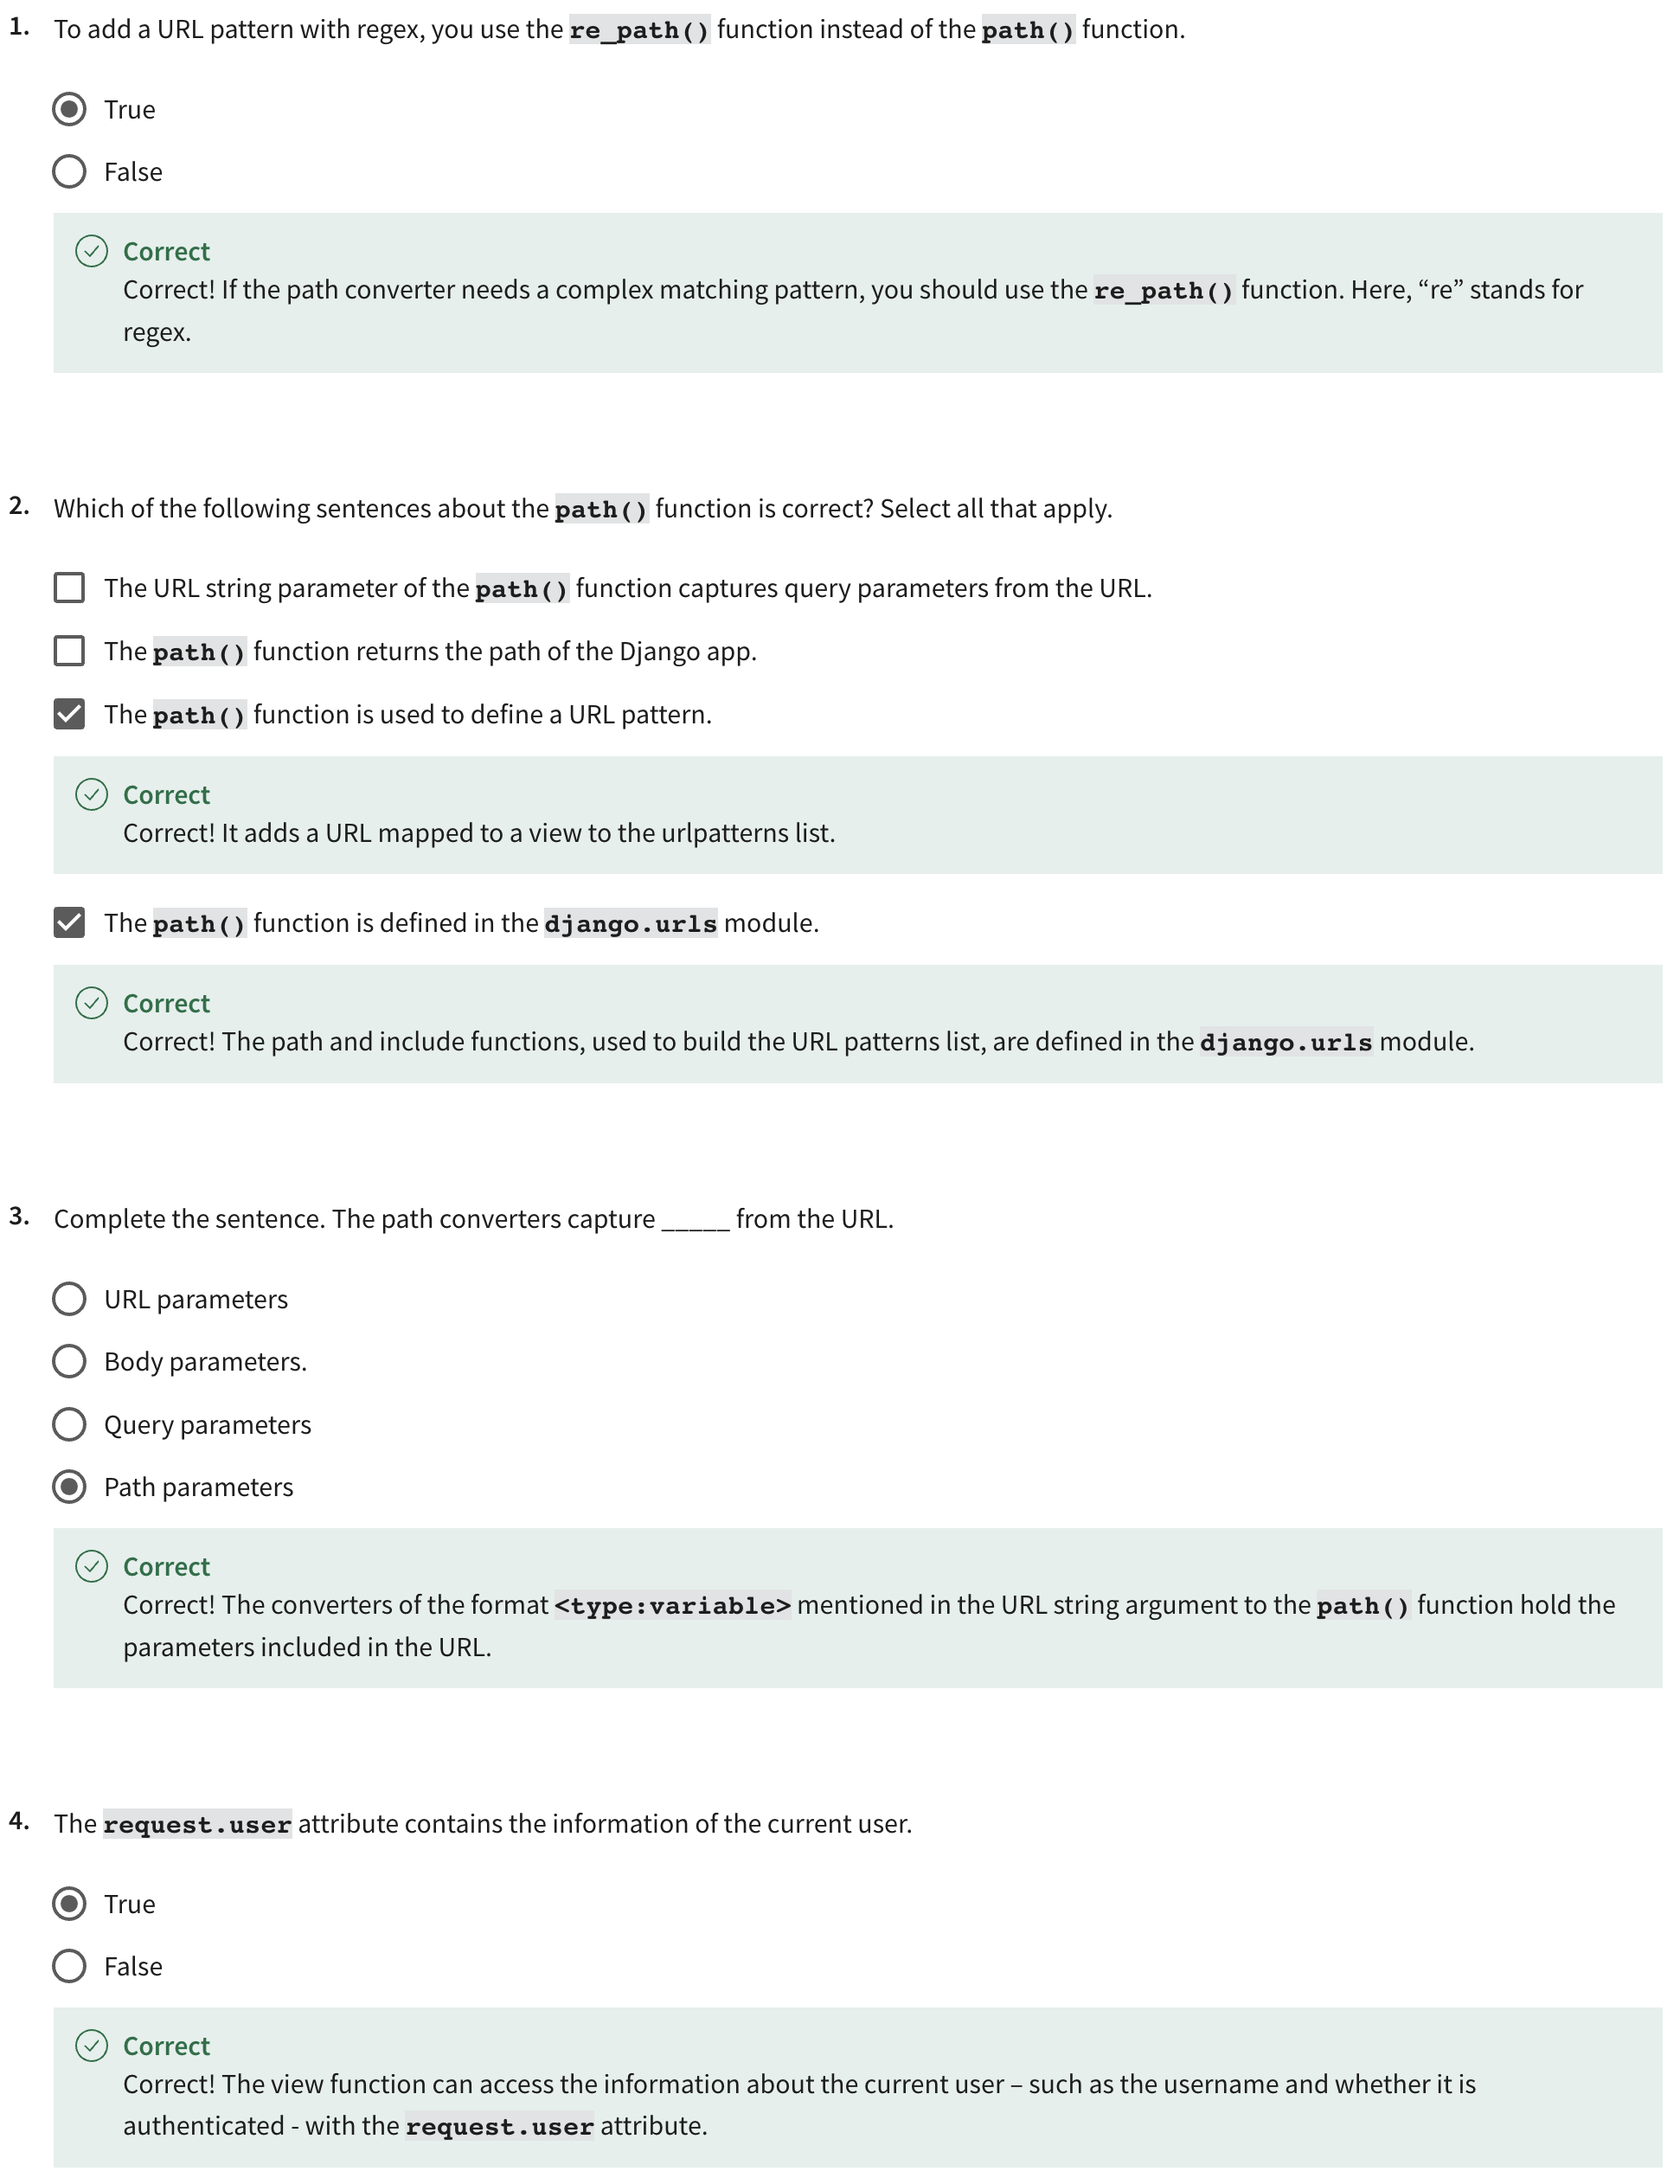 1. To add a URL pattern with regex, you use the re_path() function instead of the path() function.
True
False
Correct
Correct! If the path converter needs a complex matching pattern, you should use the re_path() function. Here, “re” stands for
regex.
2. Which of the following sentences about the path() function is correct? Select all that apply.
The URL string parameter of the path() function captures query parameters from the URL.
The path() function returns the path of the Django app.
The path() function is used to define a URL pattern.
Correct
Correct! It adds a URL mapped to a view to the urlpatterns list.
The path() function is defined in the django.urls module.
Correct
Correct! The path and include functions, used to build the URL patterns list, are defined in the django.urls module.
3. Complete the sentence. The path converters capture _____ from the URL.
URL parameters
Body parameters.
Query parameters
Path parameters
Correct
Correct! The converters of the format <type:variable> mentioned in the URL string argument to the path() function hold the
parameters included in the URL.
4. The request.user attribute contains the information of the current user.
True
False
Correct
Correct! The view function can access the information about the current user – such as the username and whether it is
authenticated - with the request.user attribute.